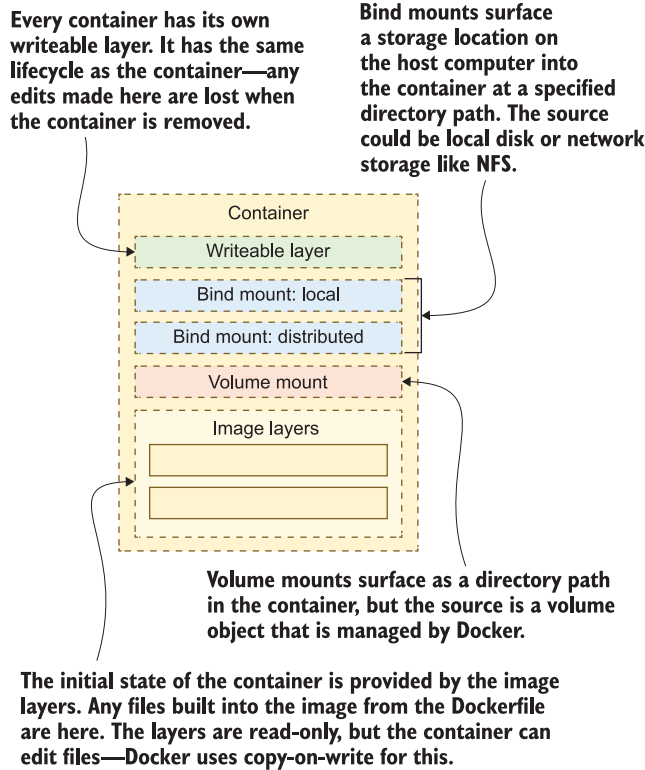 Every container has its own
writeable layer. It has the same
lifecycle as the container—any
edits made here are lost when
the container is removed.
Bind mounts surface
a storage location on
the host computer into
the container at a specified
directory path. The source
could be local disk or network
storage like NFS.
Container
Writeable layer
Bind mount: local
Bind mount: distributed
Volume mount
Image layers
Volume mounts surface as a directory path
in the container, but the source is a volume
object that is managed by Docker.
The initial state of the container is provided by the image
layers. Any files built into the image from the Dockerfile
are here. The layers are read-only, but the container can
edit files—Docker uses copy-on-write for this.